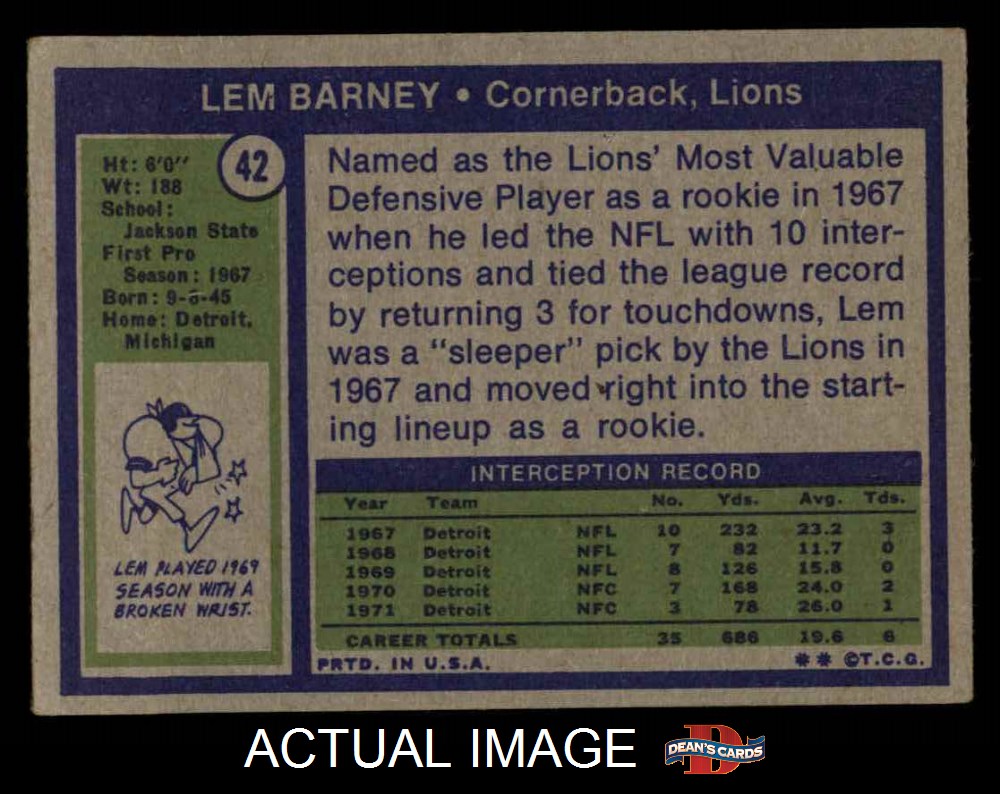 LEM BARNEY • Cornerback, Lions
42
Ht: 6'0''
Wt: 188
School:
Jackson State
First Pro
Season: 1967
Born: 9-8-45
Home: Detroit,
Michigan
LEM PLAYED 1969
SEASON WITH A
BROKEN WRIST.
Named as the Lions' Most Valuable
Defensive Player as a rookie in 1967
when he led the NFL with 10 inter-
ceptions and tied the league record
by returning 3 for touchdowns, Lem
was a "sleeper" pick by the Lions in
1967 and moved right into the start-
ing lineup as a rookie.
INTERCEPTION RECORD
Year Team No. Yds. Avg. Tds.
1967 Detroit NFL 10 232 23.2 3
1968 Detroit NFL 7 82 11.7 0
1969 Detroit NFL 8 126 15.8 0
1970 Detroit NFC 7 168 24.0 2
1971 Detroit NFC 3 78 26.0 1
CAREER TOTALS 35 686 19.6 6
PRTD. IN U.S.A. ** ©T.C.G.
ACTUAL IMAGE
D
DEAN'S CARDS